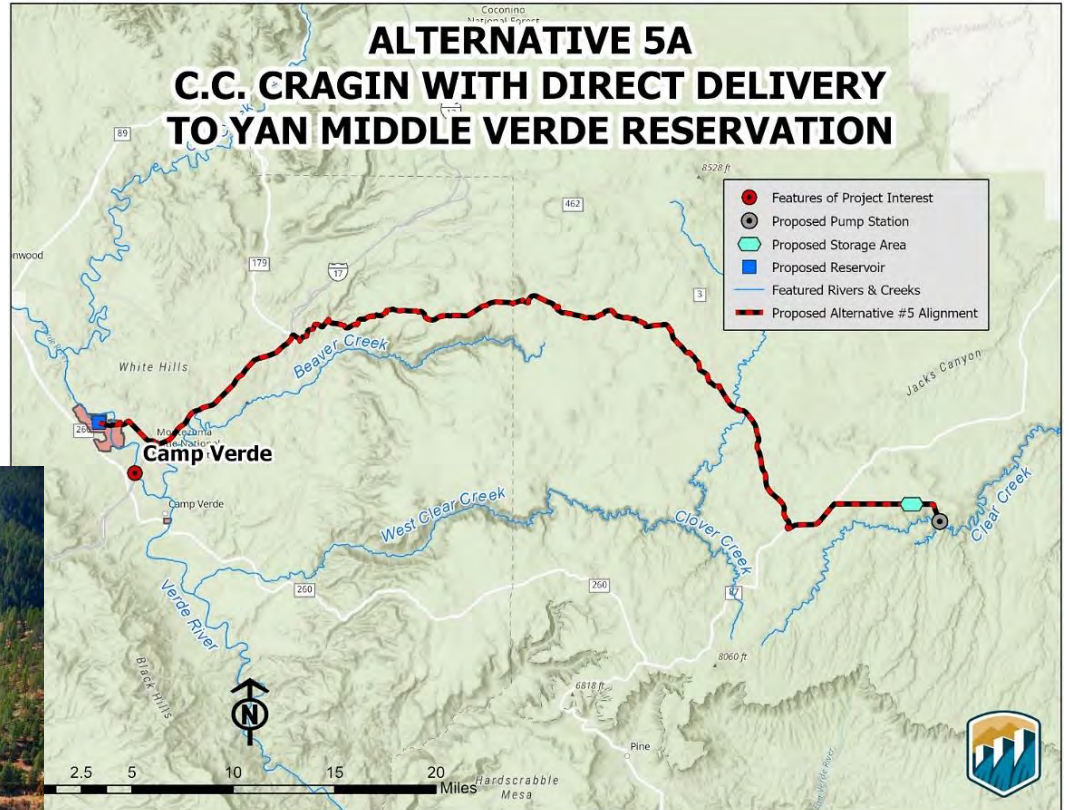 Coconino
National Forest
ALTERNATIVE 5A
C.C. CRAGIN WITH DIRECT DELIVERY
TO YAN MIDDLE VERDE RESERVATION
89
8528 ft
Features of Project Interest
Proposed Pump Station
Proposed Storage Area
Proposed Reservoir
Featured Rivers & Creeks
Proposed Alternative #5 Alignment
462
nwood
179
17
3
Beaver Creek
White Hills
Jacks Canyon
260
Camp Verde
Camp Verde
West Clear Creek
Clover Creek
Clear Creek
260
260
87
Verde River
Black Hills
8060 ft
6818 ft
N
Pine
2.5 5 10 15 20
Miles
Hardscrabble
Mesa